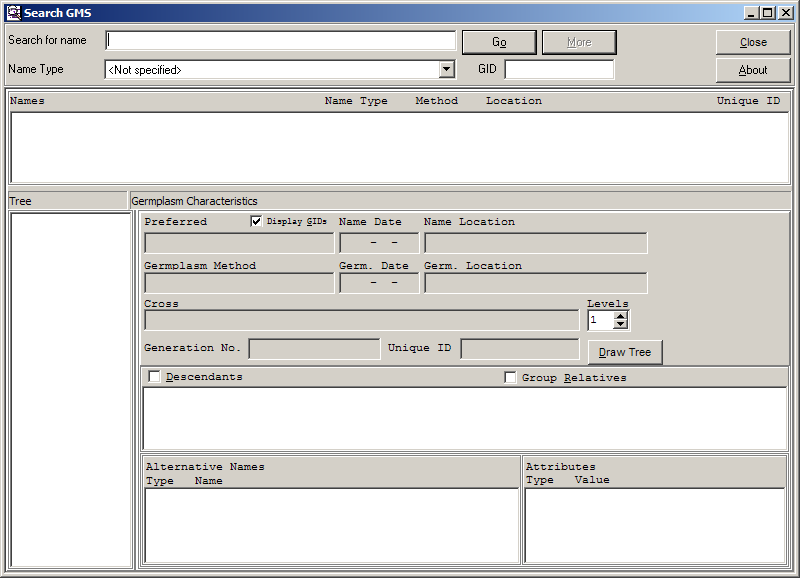 Search GMS
Search for name Go More Close
Name Type <Not specified> GID About
Names Name Type Method Location Unique ID
Tree Germplasm Characteristics
Preferred Display GIDs Name Date Name Location
- -
Germplasm Method Germ. Date Germ. Location
- -
Cross Levels
1
Generation No. Unique ID Draw Tree
Descendants Group Relatives
Alternative Names Attributes
Type Name Type Value